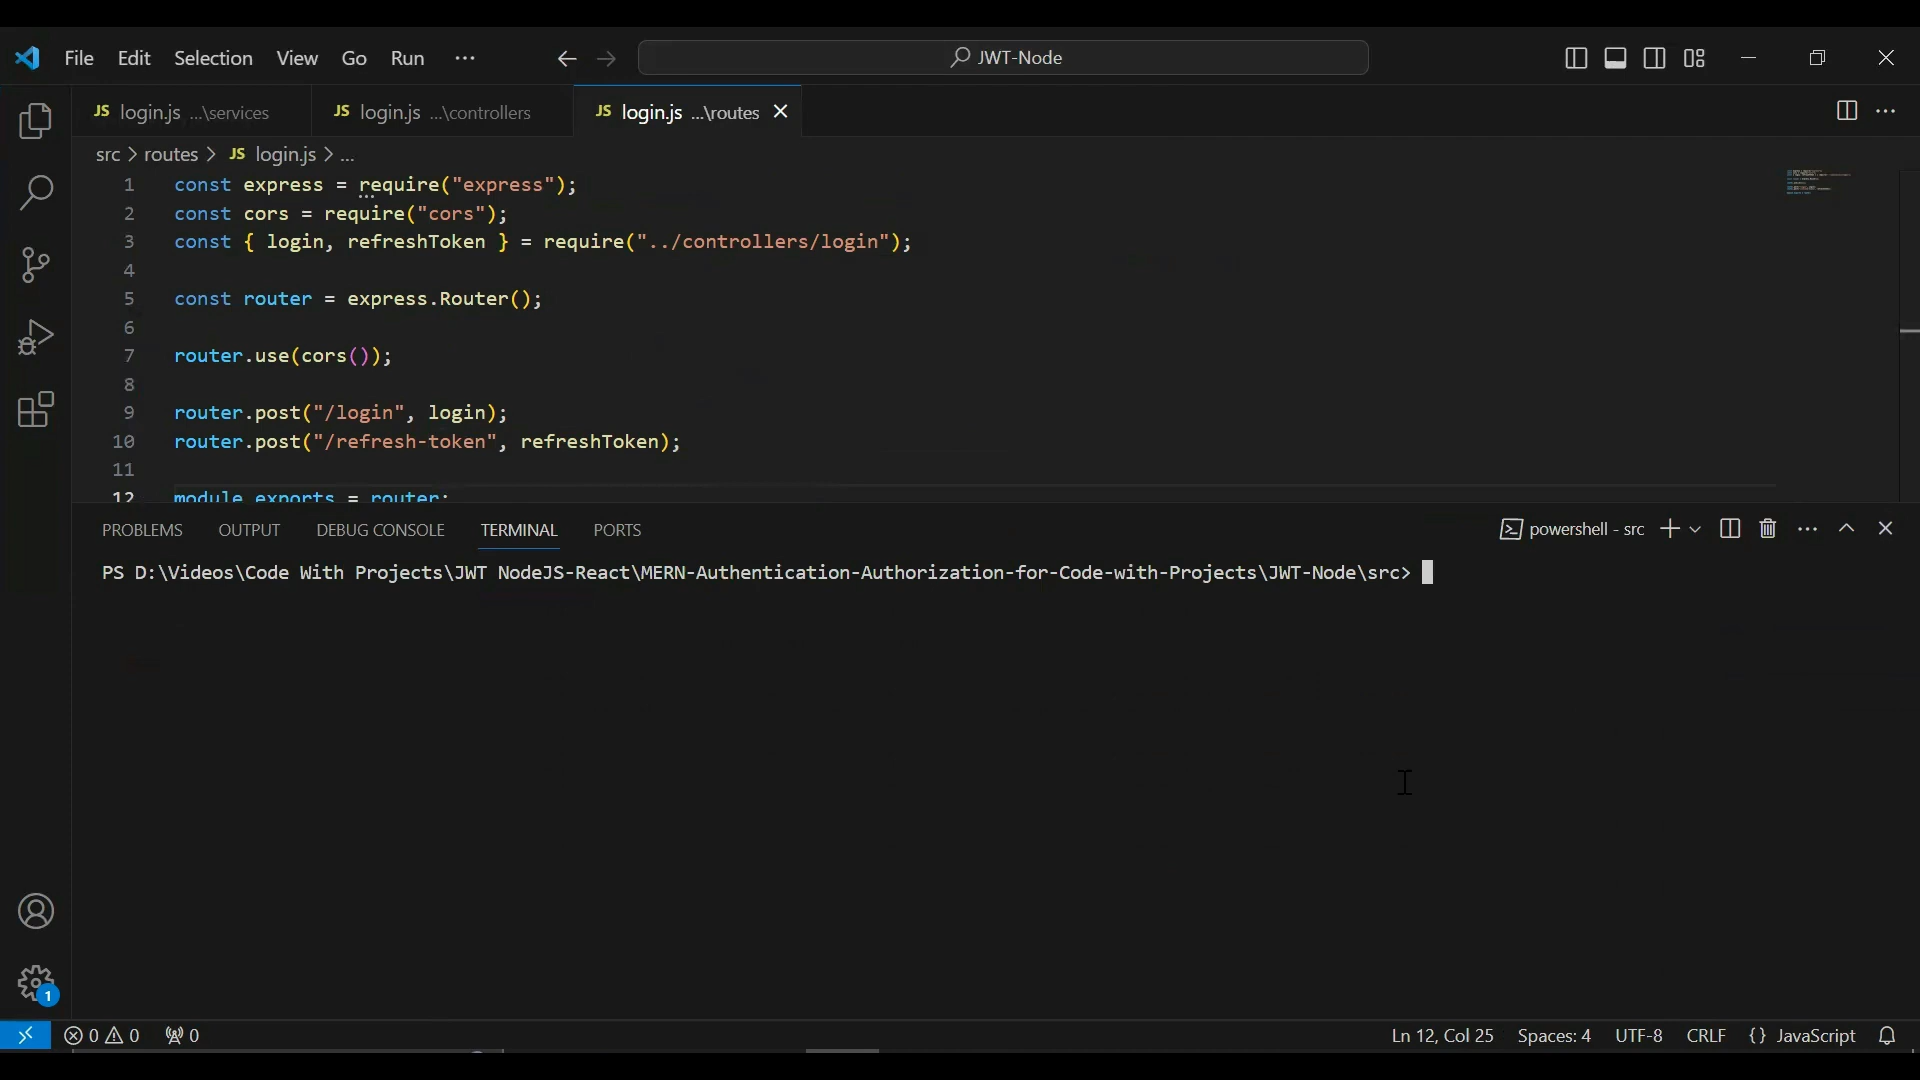 File Edit Selection View Go Run ··· JWT-Node
JS login.js ...\services JS login.js ...\controllers JS login.js ...\routes
src > routes > JS login.js > ...
1 const express = require("express");
2 const cors = require("cors");
3 const { login, refreshToken } = require("../controllers/login");
4
5 const router = express.Router();
6
7 router.use(cors());
8
9 router.post("/login", login);
10 router.post("/refresh-token", refreshToken);
11
12 module.exports = router;
PROBLEMS OUTPUT DEBUG CONSOLE TERMINAL PORTS powershell - src
PS D:\Videos\Code With Projects\JWT NodeJS-React\MERN-Authentication-Authorization-for-Code-with-Projects\JWT-Node\src>
1
0 0 0 Ln 12, Col 25 Spaces: 4 UTF-8 CRLF {} JavaScript